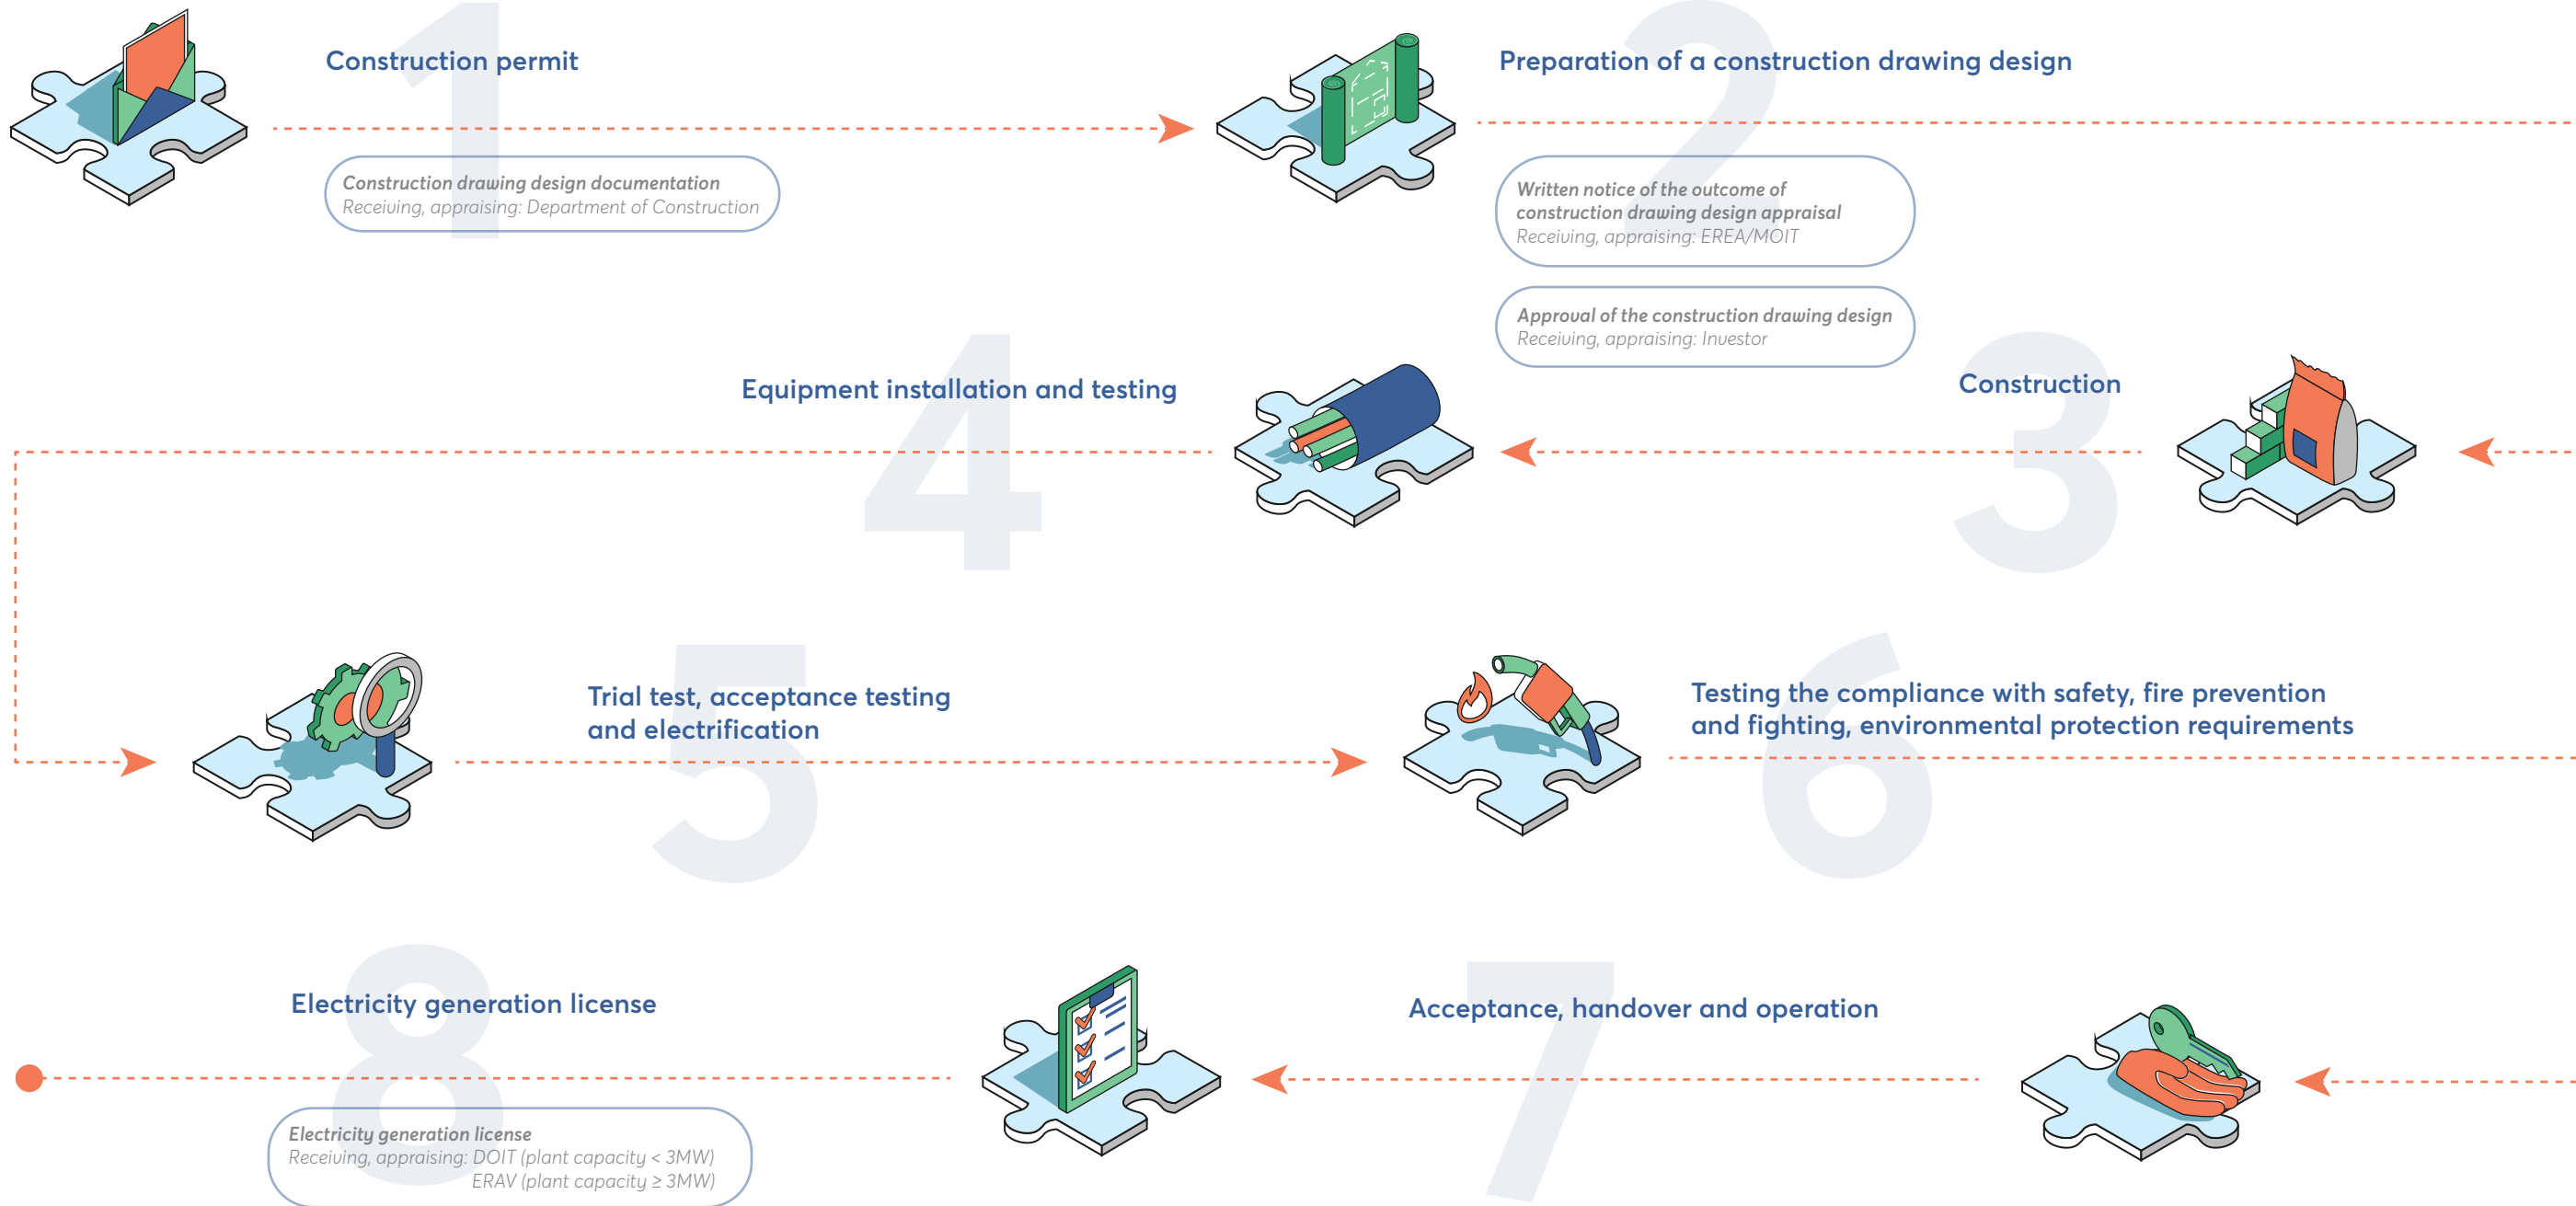 1
Construction permit
Construction drawing design documentation
Receiving, appraising: Department of Construction
2
Preparation of a construction drawing design
Written notice of the outcome of
construction drawing design appraisal
Receiving, appraising: EREA/MOIT
Approval of the construction drawing design
Receiving, appraising: Investor
3
Construction
4
Equipment installation and testing
5
Trial test, acceptance testing
and electrification
6
Testing the compliance with safety, fire prevention
and fighting, environmental protection requirements
7
Acceptance, handover and operation
8
Electricity generation license
Electricity generation license
Receiving, appraising: DOIT (plant capacity < 3MW)
ERAV (plant capacity ≥ 3MW)